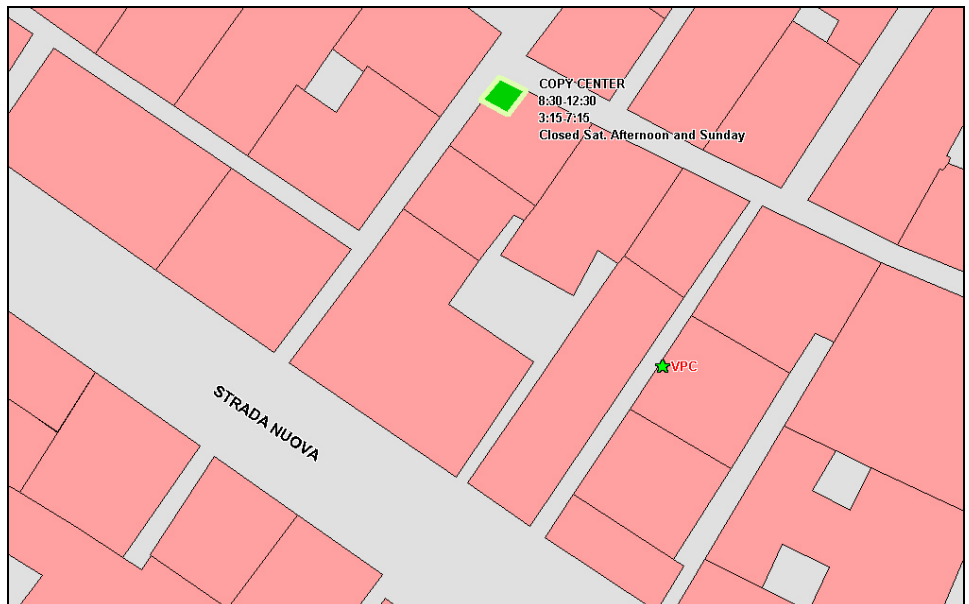 COPY CENTER
8:30-12:30
3:15-7:15
Closed Sat. Afternoon and Sunday
VPC
STRADA NUOVA